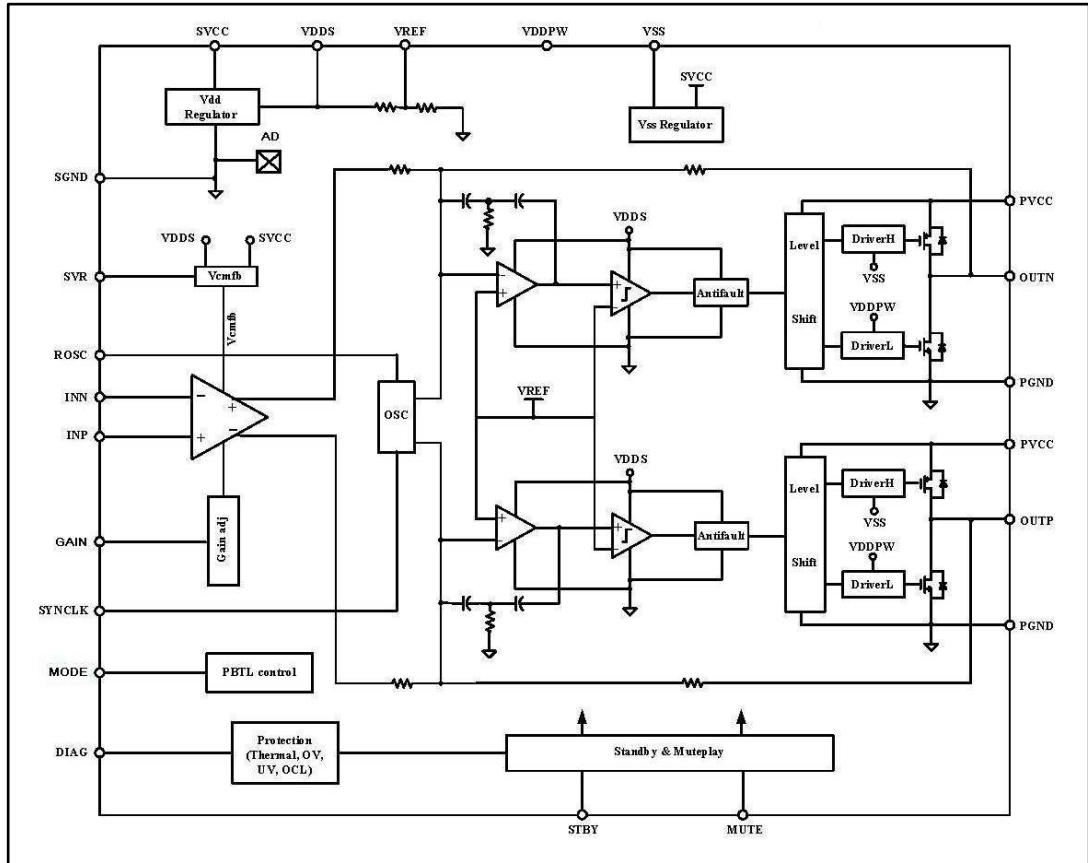 SVCC
VDDS
VREF
VDDPW
VSS
Vdd
Regulator
SVCC
Vss Regulator
AD
SGND
VDDS
SVCC
SVR
Vcmfb
Vcmfb
ROSC
INN
INP
OSC
GAIN
Gain adj
SYNCLK
MODE
PBTL control
DIAG
Protection
(Thermal, OV,
UV, OCL)
Standby & Muteplay
STBY
MUTE
VDDS
Antifault
Level
Shift
DriverH
VSS
VDDPW
DriverL
PVCC
OUTN
PGND
VREF
VDDS
Antifault
Level
Shift
DriverH
VSS
VDDPW
DriverL
PVCC
OUTP
PGND